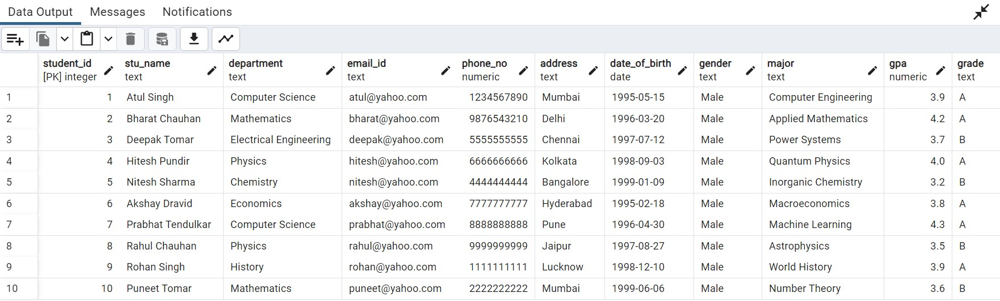 Data Output Messages Notifications
student_id stu_name department email_id phone_no address date_of_birth gender major gpa grade
[PK] integer text text text numeric text date text text numeric text
1 1 Atul Singh Computer Science atul@yahoo.com 1234567890 Mumbai 1995-05-15 Male Computer Engineering 3.9 A
2 2 Bharat Chauhan Mathematics bharat@yahoo.com 9876543210 Delhi 1996-03-20 Male Applied Mathematics 4.2 A
3 3 Deepak Tomar Electrical Engineering deepak@yahoo.com 5555555555 Chennai 1997-07-12 Male Power Systems 3.7 B
4 4 Hitesh Pundir Physics hitesh@yahoo.com 6666666666 Kolkata 1998-09-03 Male Quantum Physics 4.0 A
5 5 Nitesh Sharma Chemistry nitesh@yahoo.com 4444444444 Bangalore 1999-01-09 Male Inorganic Chemistry 3.2 B
6 6 Akshay Dravid Economics akshay@yahoo.com 7777777777 Hyderabad 1995-02-18 Male Macroeconomics 3.8 A
7 7 Prabhat Tendulkar Computer Science prabhat@yahoo.com 8888888888 Pune 1996-04-30 Male Machine Learning 4.3 A
8 8 Rahul Chauhan Physics rahul@yahoo.com 9999999999 Jaipur 1997-08-27 Male Astrophysics 3.5 B
9 9 Rohan Singh History rohan@yahoo.com 1111111111 Lucknow 1998-12-10 Male World History 3.9 A
10 10 Puneet Tomar Mathematics puneet@yahoo.com 2222222222 Mumbai 1999-06-06 Male Number Theory 3.6 B